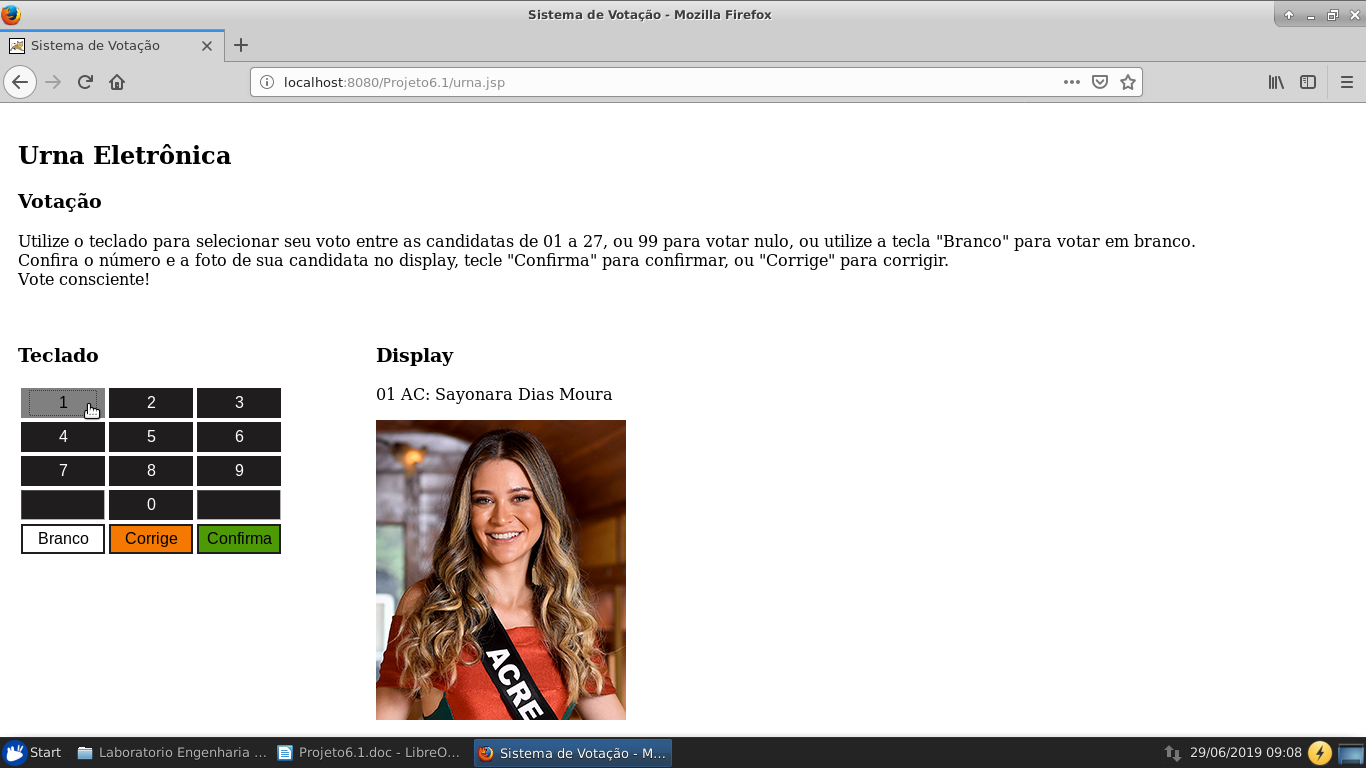 Sistema de Votação - Mozilla Firefox
Sistema de Votação
localhost:8080/Projeto6.1/urna.jsp
Urna Eletrônica
Votação
Utilize o teclado para selecionar seu voto entre as candidatas de 01 a 27, ou 99 para votar nulo, ou utilize a tecla "Branco" para votar em branco.
Confira o número e a foto de sua candidata no display, tecle "Confirma" para confirmar, ou "Corrige" para corrigir.
Vote consciente!
Teclado
1 2 3
4 5 6
7 8 9
0
Branco Corrige Confirma
Display
01 AC: Sayonara Dias Moura
ACRE
Start Laboratorio Engenharia ... Projeto6.1.doc - LibreO... Sistema de Votação - M... 29/06/2019 09:08